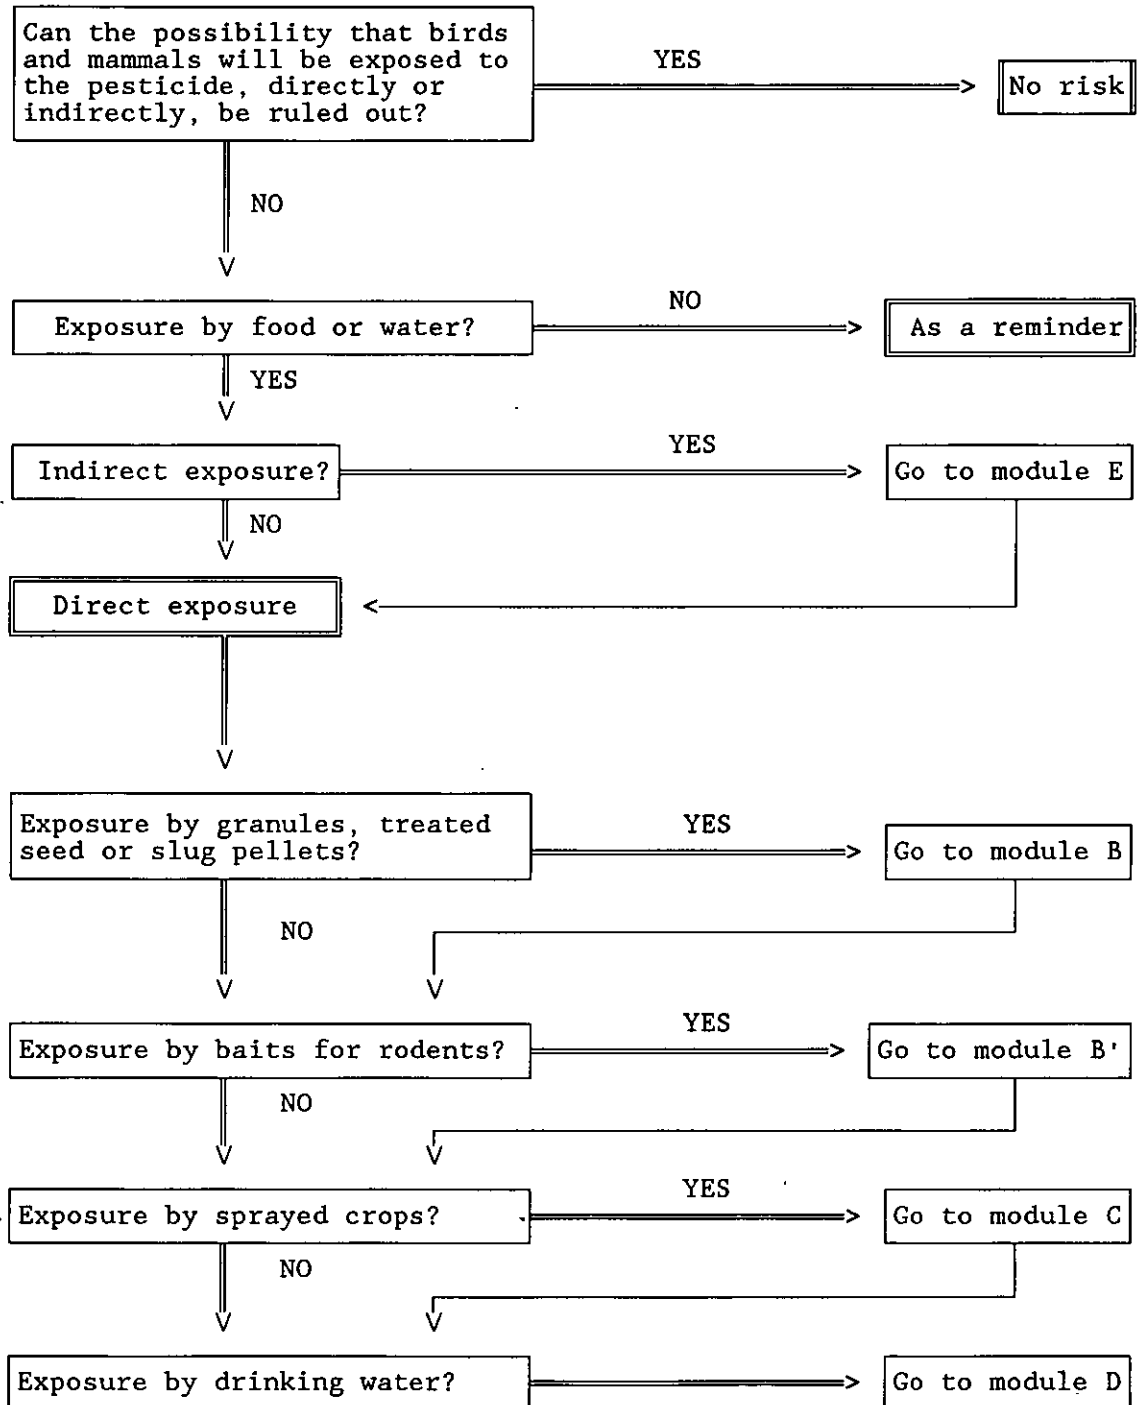 Can the possibility that birds
and mammals will be exposed to
the pesticide, directly or
indirectly, be ruled out?
YES
No risk
NO
Exposure by food or water?
NO
As a reminder
YES
Indirect exposure?
YES
Go to module E
NO
Direct exposure
Exposure by granules, treated
seed or slug pellets?
YES
Go to module B
NO
Exposure by baits for rodents?
YES
Go to module B'
NO
Exposure by sprayed crops?
YES
Go to module C
NO
Exposure by drinking water?
Go to module D